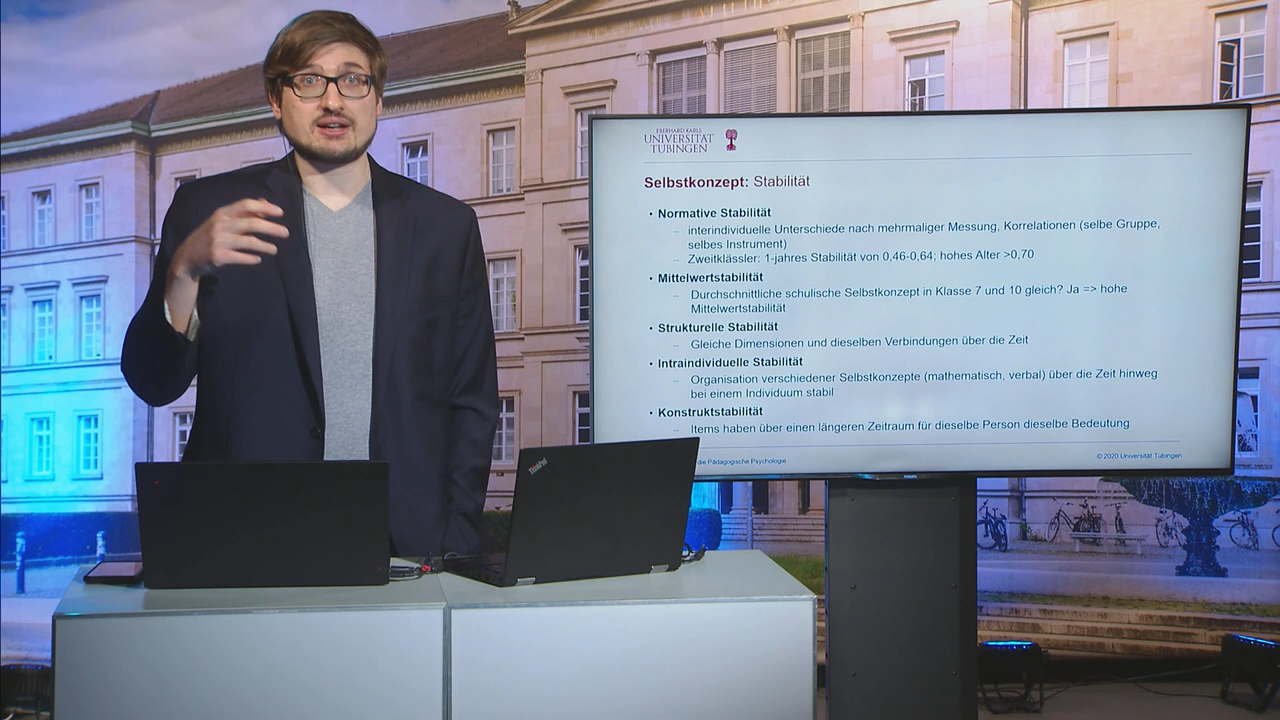 EBERHARD KARLS
UNIVERSITÄT
TÜBINGEN
Selbstkonzept: Stabilität
• Normative Stabilität
– interindividuelle Unterschiede nach mehrmaliger Messung, Korrelationen (selbe Gruppe,
selbes Instrument)
– Zweitklässler: 1-jahres Stabilität von 0,46-0,64; hohes Alter >0,70
• Mittelwertstabilität
– Durchschnittliche schulische Selbstkonzept in Klasse 7 und 10 gleich? Ja => hohe
Mittelwertstabilität
• Strukturelle Stabilität
– Gleiche Dimensionen und dieselben Verbindungen über die Zeit
• Intraindividuelle Stabilität
– Organisation verschiedener Selbstkonzepte (mathematisch, verbal) über die Zeit hinweg
bei einem Individuum stabil
• Konstruktstabilität
– Items haben über einen längeren Zeitraum für dieselbe Person dieselbe Bedeutung
die Pädagogische Psychologie
© 2020 Universität Tübingen
PHILIPS
ThinkPad